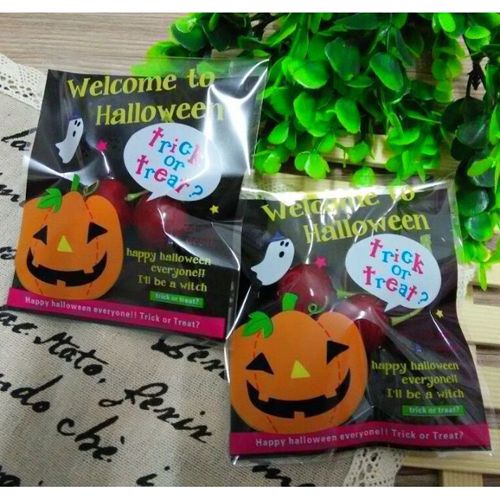 Welcome to
Halloween
trick
or
treat?
happy halloween
everyone!!
I'll be a witch
trick or treat?
Happy halloween everyone!! Trick or Treat?
Welcome to
Halloween
trick
or
treat?
happy halloween
everyone!!
I'll be a witch
trick or treat?
Happy halloween everyone!! Trick or Treat?
che